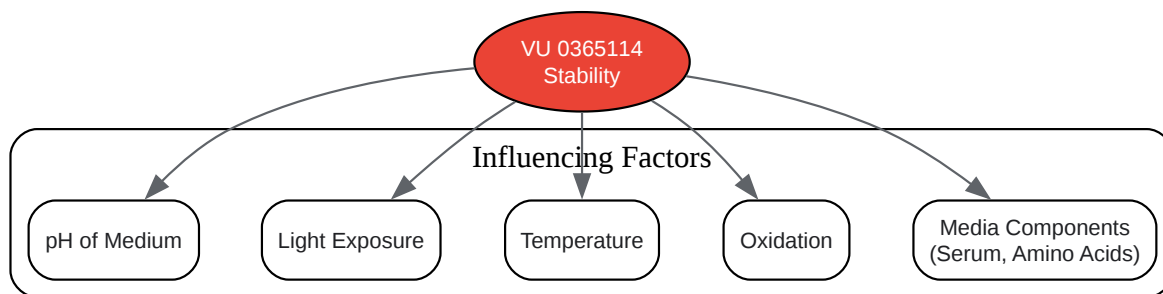 VU 0365114
Stability
Influencing Factors
pH of Medium
Light Exposure
Temperature
Oxidation
Media Components
(Serum, Amino Acids)